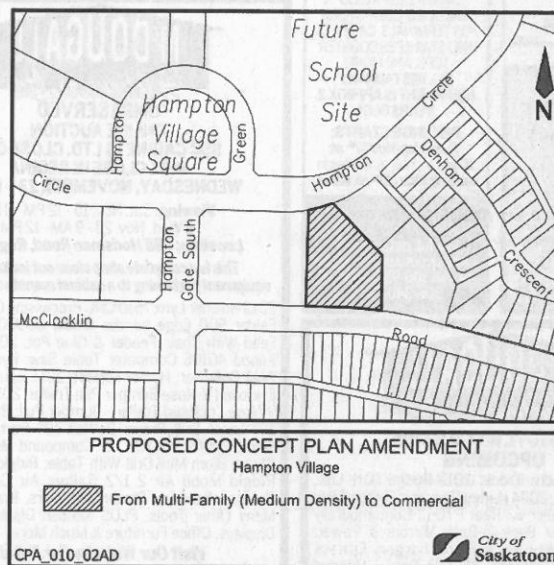 Future
School
Site
Circle
N
Hampton
Village
Square
Hampton
Green
Hampton
Denham
Circle
Crescent
Hampton
Gate South
McClocklin
Road
PROPOSED CONCEPT PLAN AMENDMENT
Hampton Village
From Multi-Family (Medium Density) to Commercial
CPA_010_02AD
City of
Saskatoon